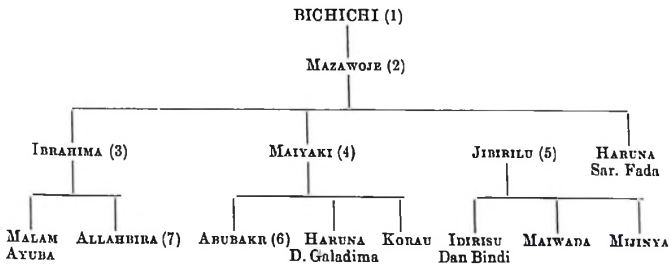 BICHICHI (1)
MAZAWOJE (2)
IBRAHIMA (3) MAIYAKI (4) JIBIRILU (5) HARUNA
Sar. Fada
MALAM ALLAHBIRA (7) ABUBAKR (6) HARUNA KORAU IDIRISU MAIWADA MIJINYA
AYUBA D. Galadima Dan Bindi